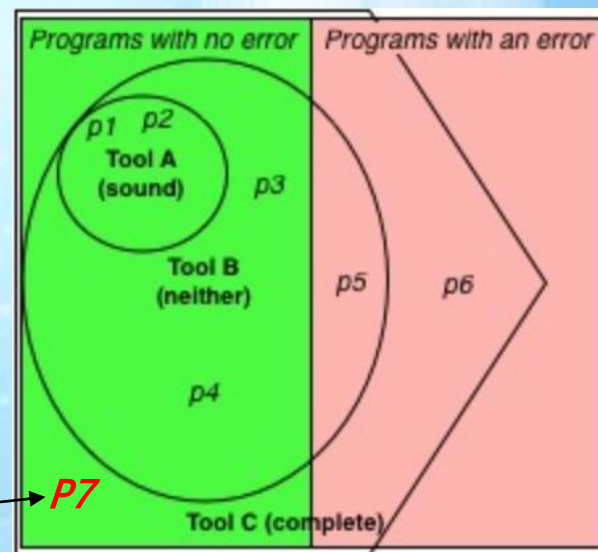 Programs with no error
Programs with an error
p1 p2
Tool A
(sound)
p3
Tool B
(neither)
p5
p6
p4
P7
Tool C (complete)